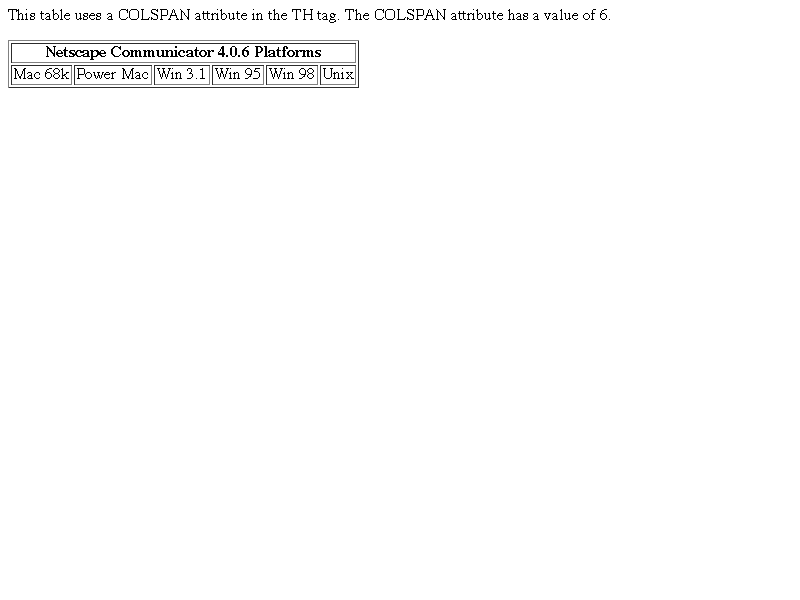 This table uses a COLSPAN attribute in the TH tag. The COLSPAN attribute has a value of 6.
Netscape Communicator 4.0.6 Platforms
Mac 68k Power Mac Win 3.1 Win 95 Win 98 Unix